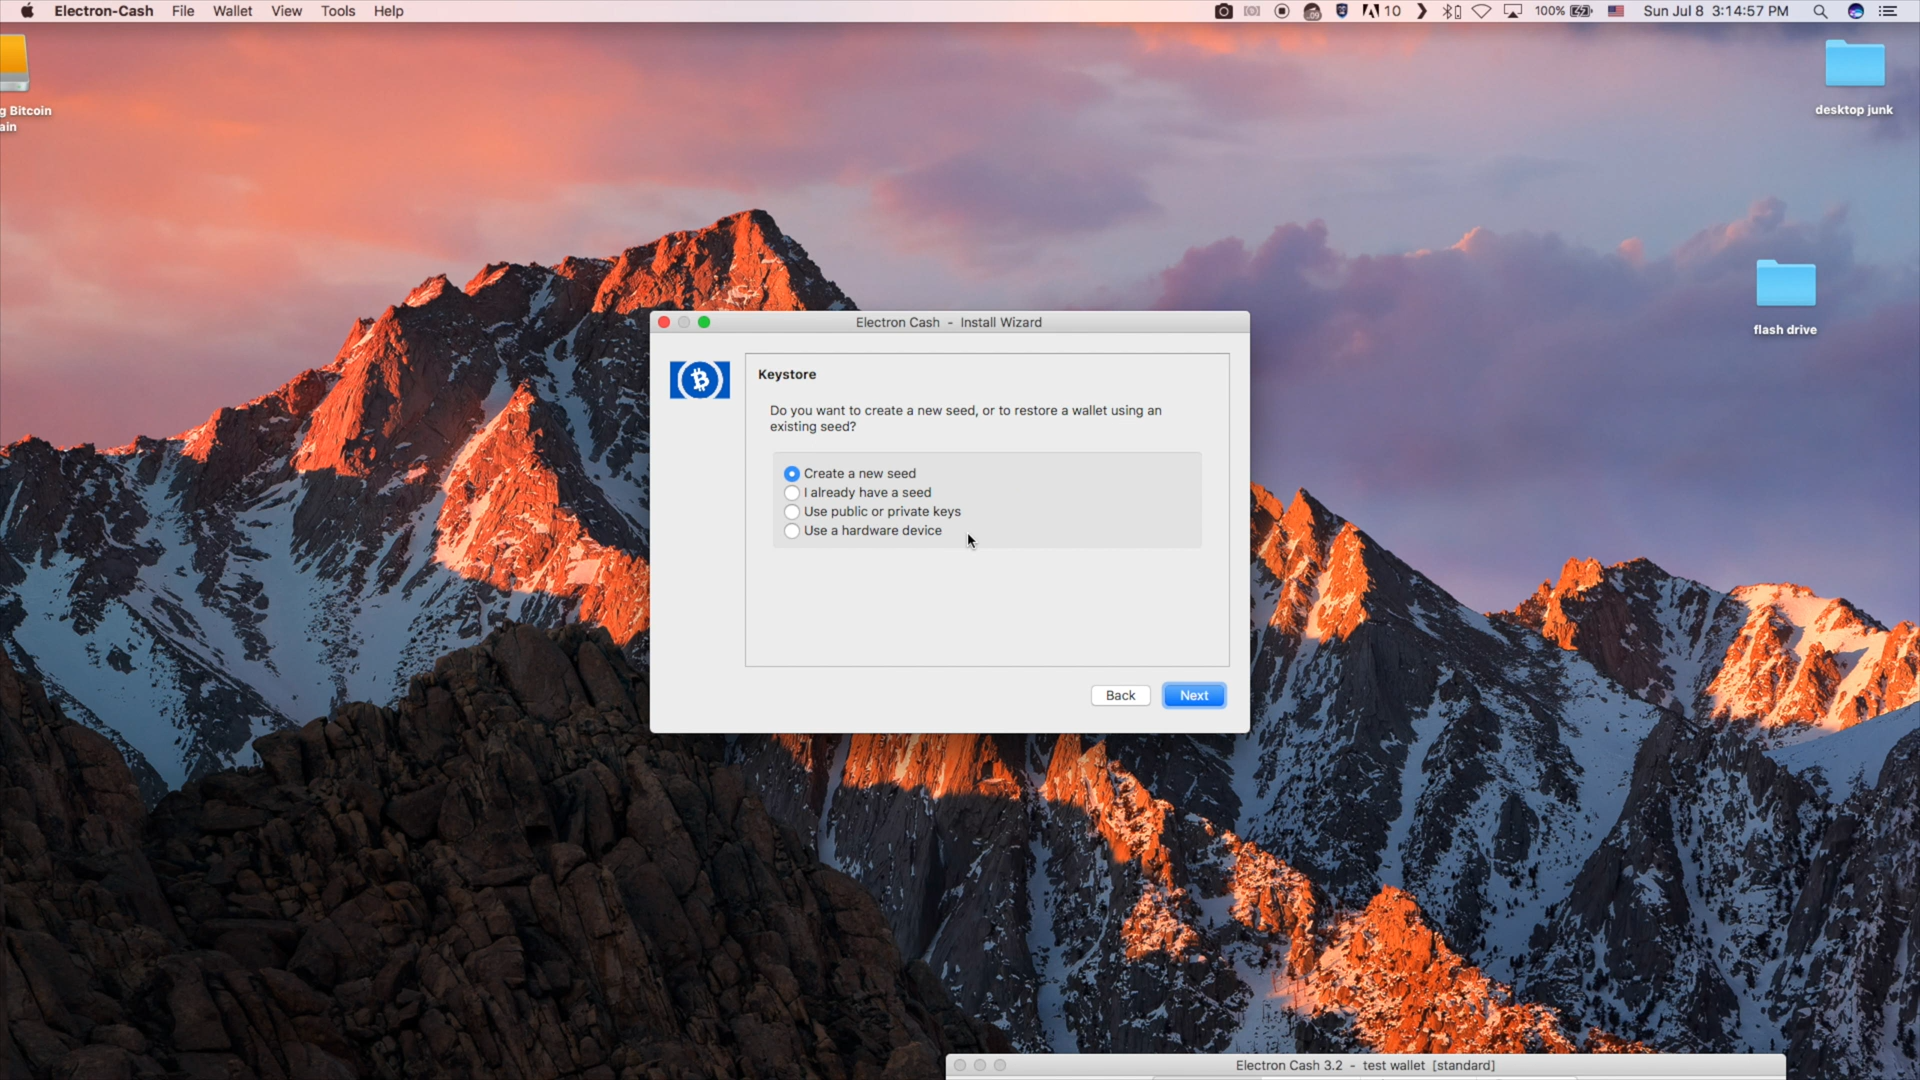 Electron-Cash File Wallet View Tools Help
10 100% Sun Jul 8 3:14:57 PM
g Bitcoin
ain
desktop junk
flash drive
Electron Cash - Install Wizard
Keystore
Do you want to create a new seed, or to restore a wallet using an
existing seed?
Create a new seed
I already have a seed
Use public or private keys
Use a hardware device
Back Next
Electron Cash 3.2 - test wallet [standard]